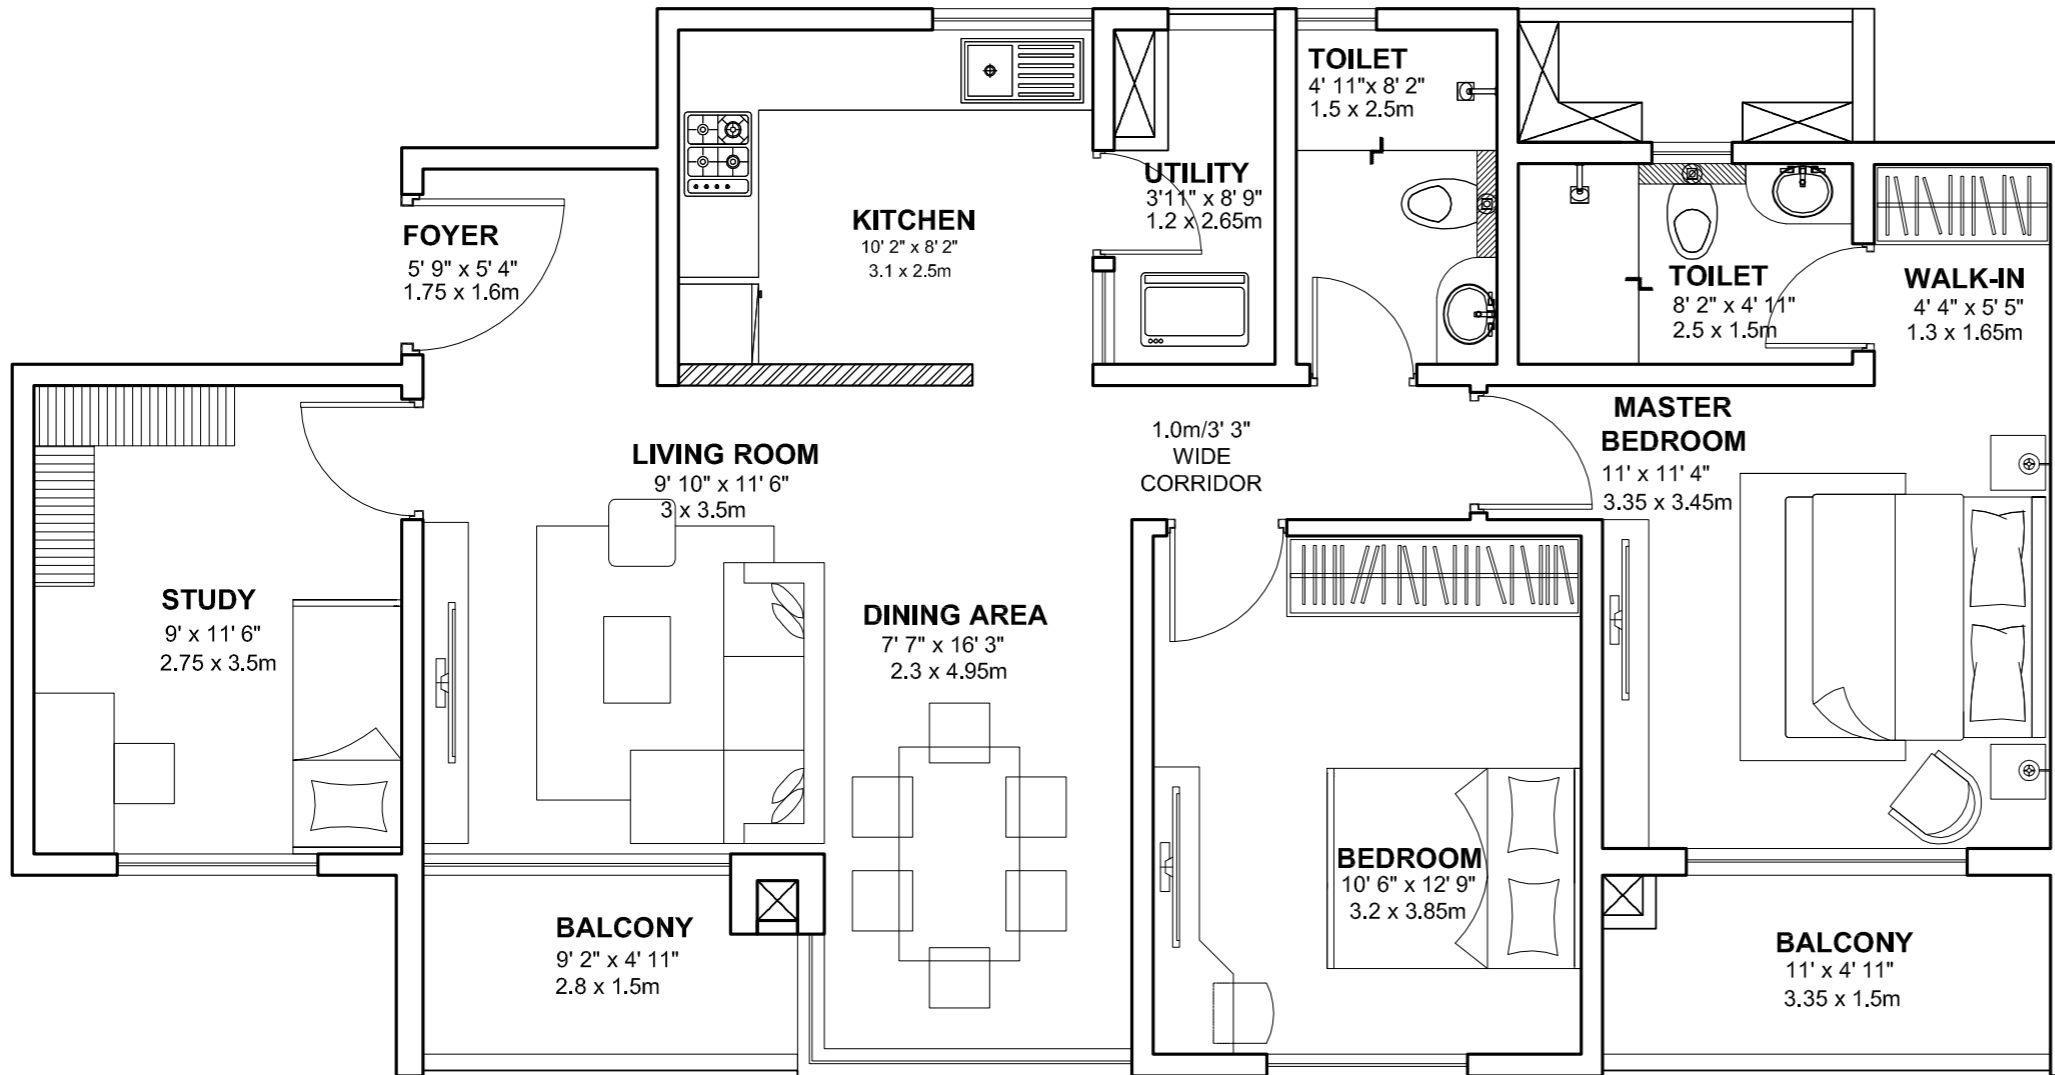 TOILET
4' 11"x 8' 2"
1.5 x 2.5m
UTILITY
3'11" x 8' 9"
1.2 x 2.65m
KITCHEN
10' 2" x 8' 2"
3.1 x 2.5m
FOYER
5' 9" x 5' 4"
1.75 x 1.6m
TOILET
8' 2" x 4' 11"
2.5 x 1.5m
WALK-IN
4' 4" x 5' 5"
1.3 x 1.65m
LIVING ROOM
9' 10" x 11' 6"
3 x 3.5m
1.0m/3' 3"
WIDE
CORRIDOR
MASTER
BEDROOM
11' x 11' 4"
3.35 x 3.45m
STUDY
9' x 11' 6"
2.75 x 3.5m
DINING AREA
7' 7" x 16' 3"
2.3 x 4.95m
BEDROOM
10' 6" x 12' 9"
3.2 x 3.85m
BALCONY
9' 2" x 4' 11"
2.8 x 1.5m
BALCONY
11' x 4' 11"
3.35 x 1.5m